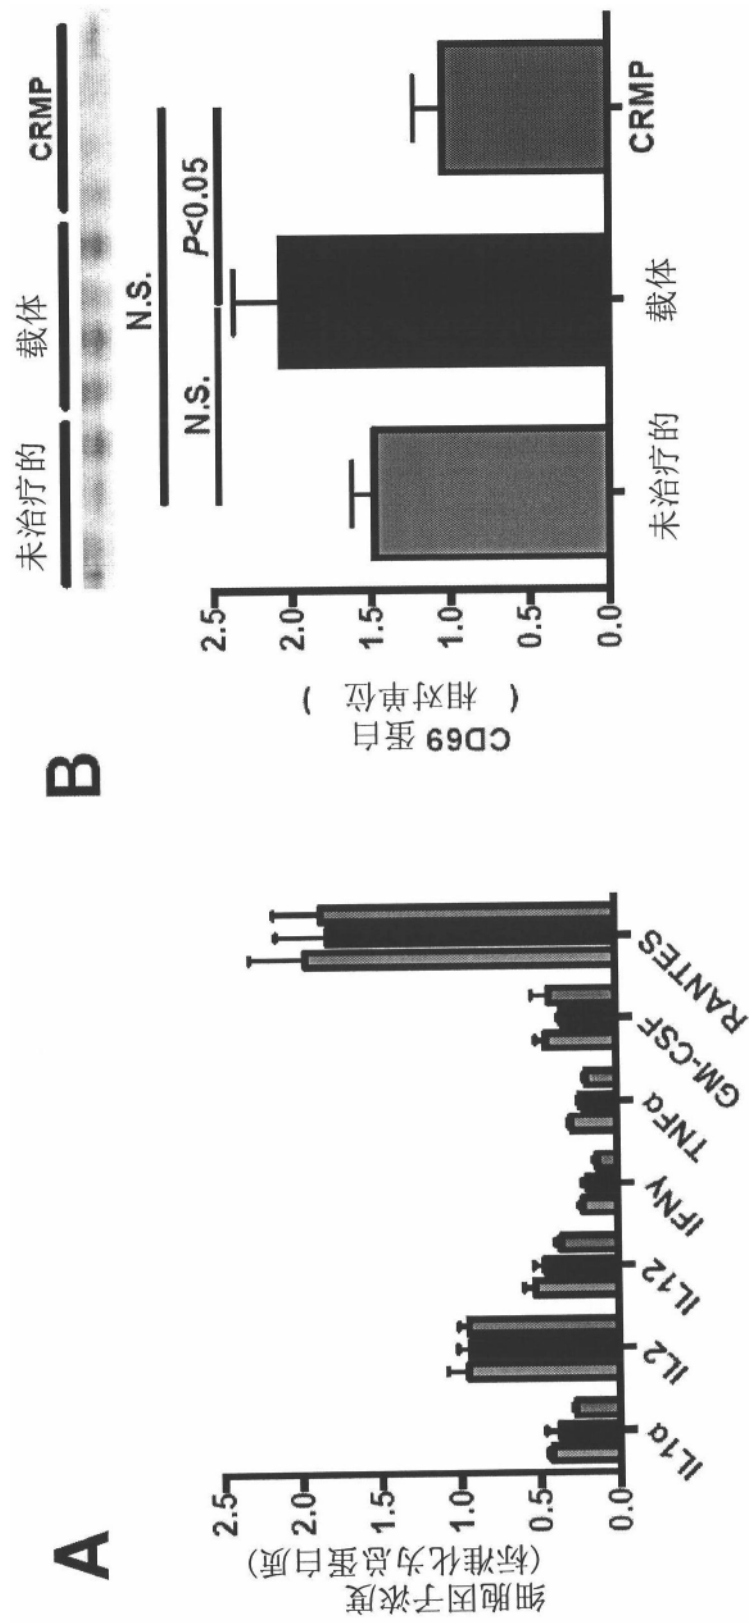 A
细胞因子浓度
(标准化为总蛋白质)
2.5
2.0
1.5
1.0
0.5
0.0
IL1α
IL2
IL12
IFNγ
TNFα
GM-CSF
RANTES
B
未治疗的
载体
CRMP
N.S.
N.S.
P<0.05
CD69 蛋白
( 相对单位 )
2.5
2.0
1.5
1.0
0.5
0.0
未治疗的
载体
CRMP